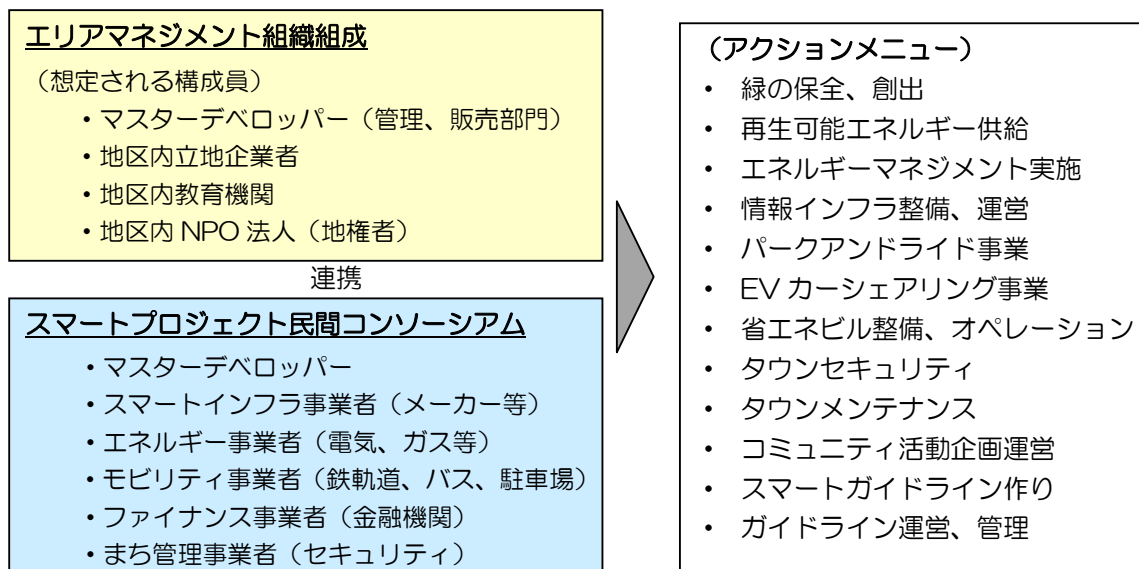 エリアマネジメント組織組成
（想定される構成員）
・マスターデベロッパー（管理、販売部門）
・地区内立地企業者
・地区内教育機関
・地区内 NPO 法人（地権者）
連携
スマートプロジェクト民間コンソーシアム
・マスターデベロッパー
・スマートインフラ事業者（メーカー等）
・エネルギー事業者（電気、ガス等）
・モビリティ事業者（鉄軌道、バス、駐車場）
・ファイナンス事業者（金融機関）
・まち管理事業者（セキュリティ）
（アクションメニュー）
・ 緑の保全、創出
・ 再生可能エネルギー供給
・ エネルギーマネジメント実施
・ 情報インフラ整備、運営
・ パークアンドライド事業
・ EV カーシェアリング事業
・ 省エネビル整備、オペレーション
・ タウンセキュリティ
・ タウンメンテナンス
・ コミュニティ活動企画運営
・ スマートガイドライン作り
・ ガイドライン運営、管理